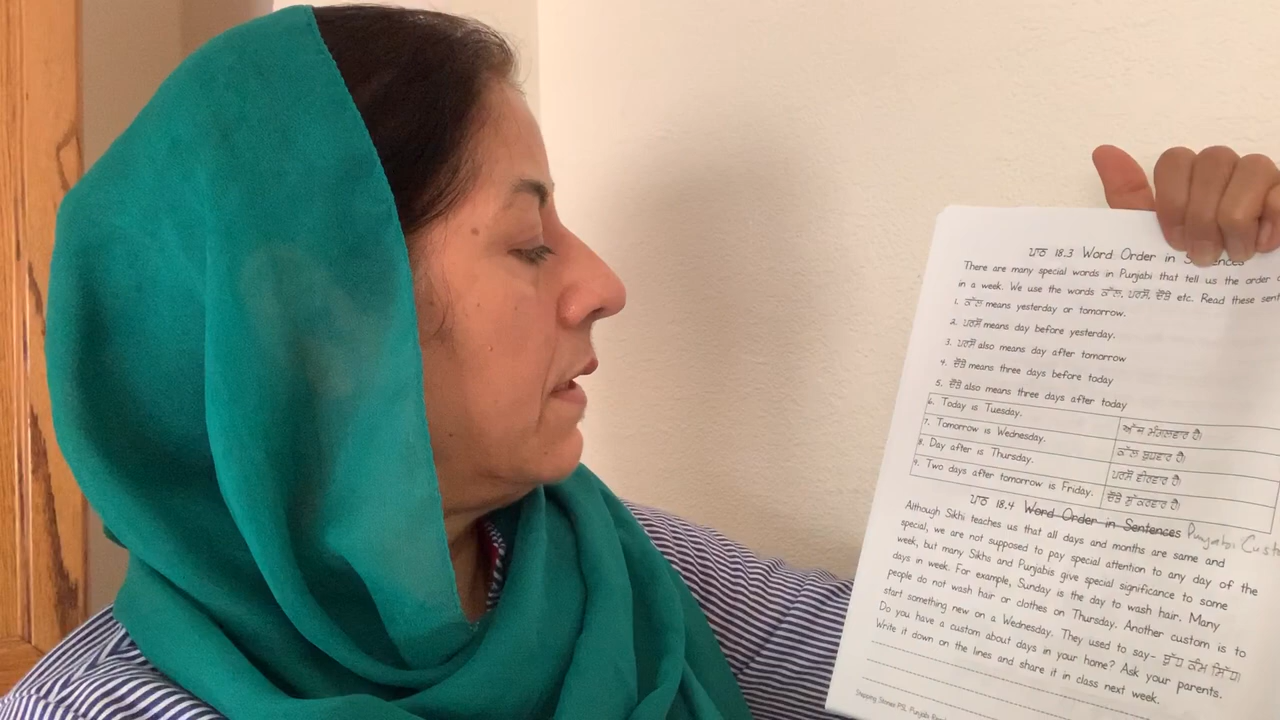 ਪਾਠ 18.3 Word Order in Sentences
There are many special words in Punjabi that tell us the order
in a week. We use the words ਕੱਲ, ਪਰਸੋਂ, ਚੌਥੇ etc. Read these sent
1. ਕੱਲ means yesterday or tomorrow.
2. ਪਰਸੋਂ means day before yesterday.
3. ਪਰਸੋਂ also means day after tomorrow
4. ਚੌਥੇ means three days before today
5. ਚੌਥੇ also means three days after today
6. Today is Tuesday. ਅੱਜ ਮੰਗਲਵਾਰ ਹੈ।
7. Tomorrow is Wednesday. ਕੱਲ ਬੁਧਵਾਰ ਹੈ।
8. Day after is Thursday. ਪਰਸੋਂ ਵੀਰਵਾਰ ਹੈ।
9. Two days after tomorrow is Friday. ਚੌਥੇ ਸ਼ੁੱਕਰਵਾਰ ਹੈ।
ਪਾਠ 18.4 Word Order in Sentences Punjabi Cust
Although Sikhi teaches us that all days and months are same and
special, we are not supposed to pay special attention to any day of the
week, but many Sikhs and Punjabis give special significance to some
days in week. For example, Sunday is the day to wash hair. Many
people do not wash hair or clothes on Thursday. Another custom is to
start something new on a Wednesday. They used to say- ਬੁੱਧ ਕੰਮ ਸਿੱਧ।
Do you have a custom about days in your home? Ask your parents.
Write it down on the lines and share it in class next week.
Stepping Stones PSL Punjabi